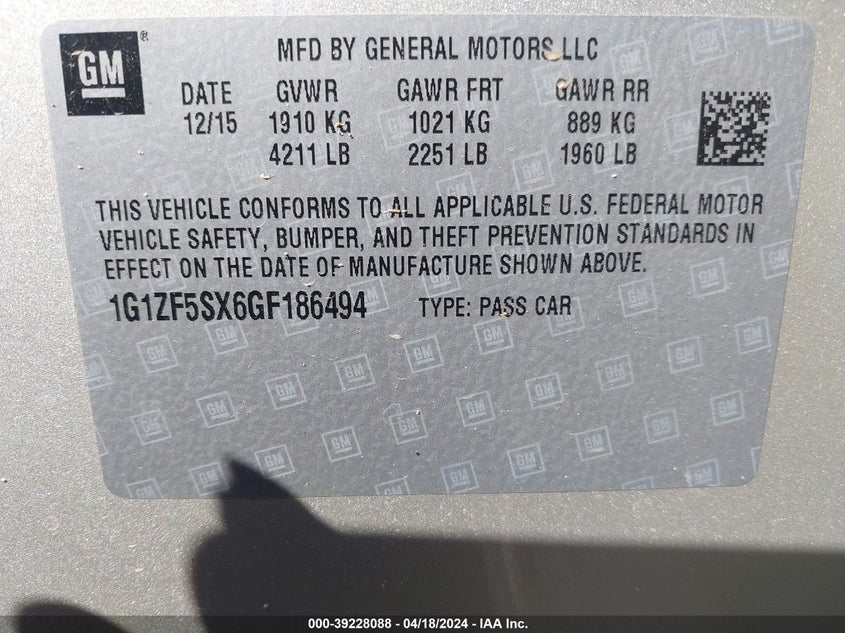 GM ®
MFD BY GENERAL MOTORS LLC
DATE GVWR GAWR FRT GAWR RR
12/15 1910 KG 1021 KG 889 KG
4211 LB 2251 LB 1960 LB
THIS VEHICLE CONFORMS TO ALL APPLICABLE U.S. FEDERAL MOTOR
VEHICLE SAFETY, BUMPER, AND THEFT PREVENTION STANDARDS IN
EFFECT ON THE DATE OF MANUFACTURE SHOWN ABOVE.
1G1ZF5SX6GF186494 TYPE: PASS CAR
000-39228088 - 04/18/2024 - IAA Inc.